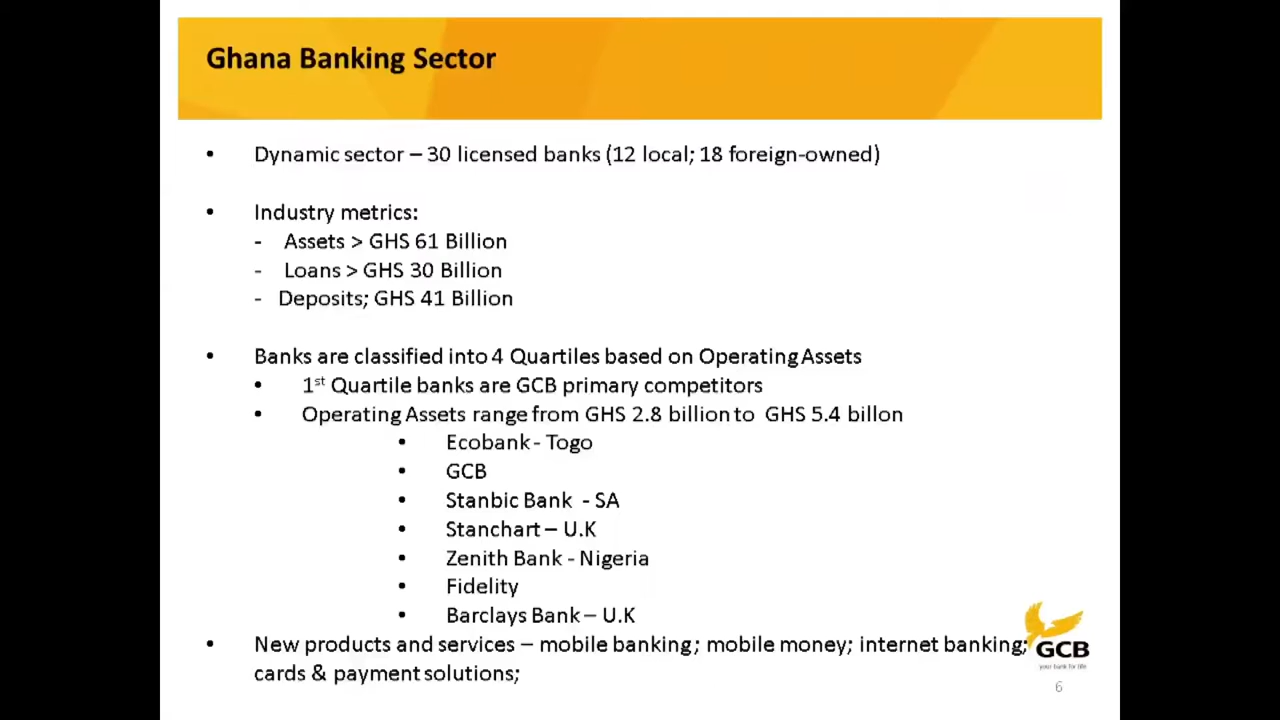 Ghana Banking Sector
• Dynamic sector – 30 licensed banks (12 local; 18 foreign-owned)
• Industry metrics:
- Assets > GHS 61 Billion
- Loans > GHS 30 Billion
- Deposits; GHS 41 Billion
• Banks are classified into 4 Quartiles based on Operating Assets
• 1st Quartile banks are GCB primary competitors
• Operating Assets range from GHS 2.8 billion to GHS 5.4 billon
• Ecobank - Togo
• GCB
• Stanbic Bank - SA
• Stanchart – U.K
• Zenith Bank - Nigeria
• Fidelity
• Barclays Bank – U.K
• New products and services – mobile banking; mobile money; internet banking;
cards & payment solutions;
GCB
your bank for life
6